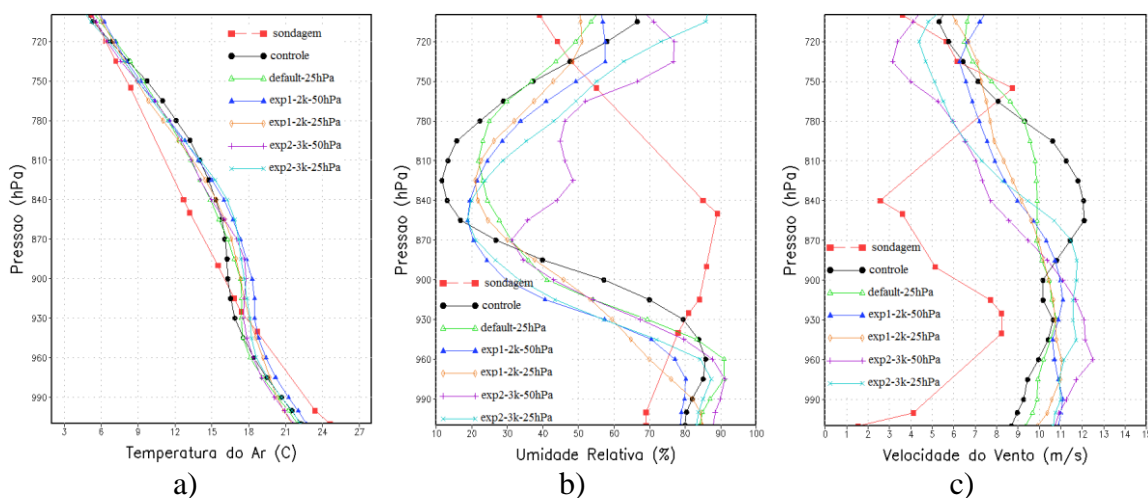 720
750
780
810
840
870
900
930
960
990
Pressao (hPa)
3
6
9
12
15
18
21
24
27
Temperatura do Ar (C)
sondagem
controle
default-25hPa
exp1-2k-50hPa
exp1-2k-25hPa
exp2-3k-50hPa
exp2-3k-25hPa
a)
720
750
780
810
840
870
900
930
960
990
Pressao (hPa)
10
20
30
40
50
60
70
80
90
100
Umidade Relativa (%)
sondagem
controle
default-25hPa
exp1-2k-50hPa
exp1-2k-25hPa
exp2-3k-50hPa
exp2-3k-25hPa
b)
720
750
780
810
840
870
900
930
960
990
Pressao (hPa)
0
1
2
3
4
5
6
7
8
9
10
11
12
13
14
15
Velocidade do Vento (m/s)
sondagem
controle
default-25hPa
exp1-2k-50hPa
exp1-2k-25hPa
exp2-3k-50hPa
exp2-3k-25hPa
c)